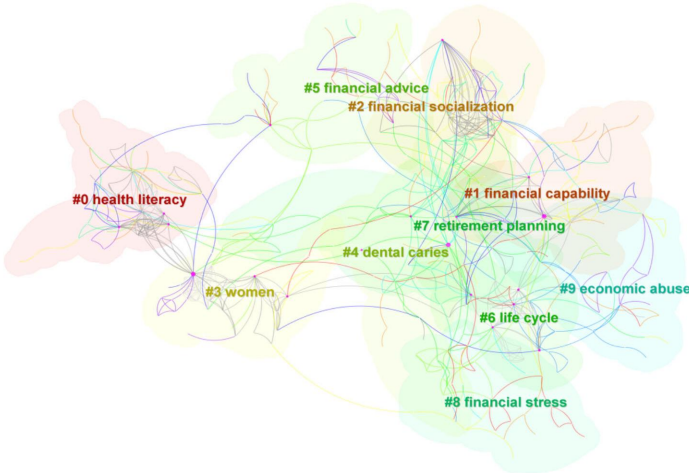 #5 financial advice
#2 financial socialization
#0 health literacy
#1 financial capability
#7 retirement planning
#4 dental caries
#3 women
#9 economic abuse
#6 life cycle
#8 financial stress